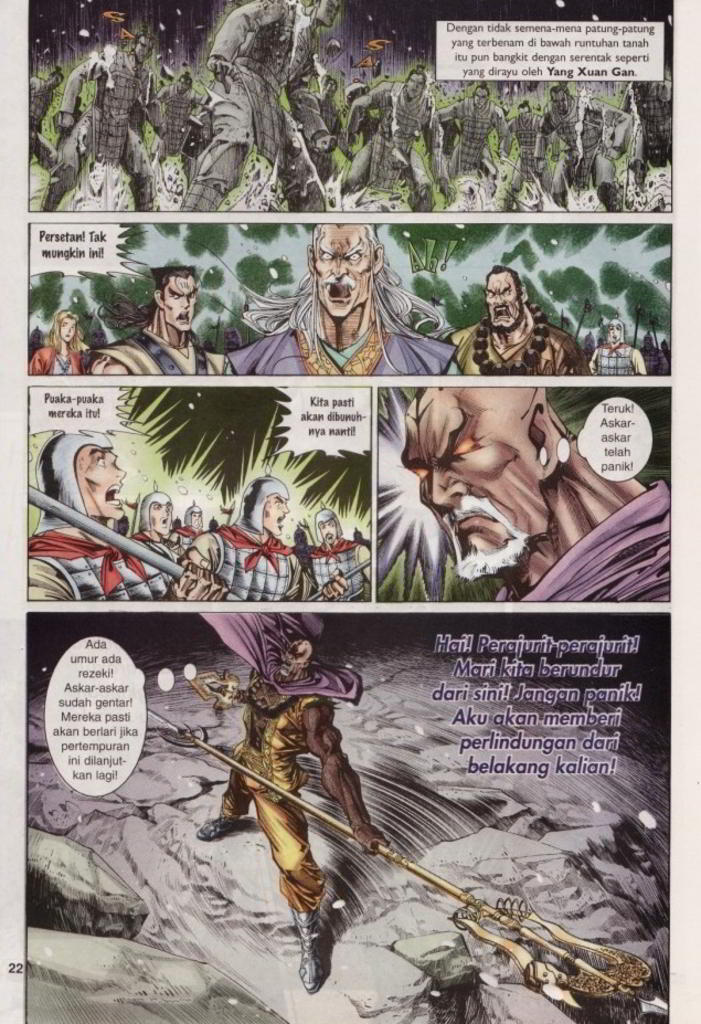 Dengan tidak semena-mena patung-patung
yang terbenam di bawah runtuhan tanah
itu pun bangkit dengan serentak seperti
yang dirayu oleh Yang Xuan Gan.
Persetan! Tak
mungkin ini!
Ah!
Puaka-puaka
mereka itu!
Kita pasti
akan dibunuh-
nya nanti!
Teruk!
Askar-
askar
telah
panik!
Ada
umur ada
rezeki!
Askar-askar
sudah gentar!
Mereka pasti
akan berlari jika
pertempuran
ini dilanjut-
kan lagi!
Hai! Perajurit-perajurit!
Mari kita berundur
dari sini! Jangan panik!
Aku akan memberi
perlindungan dari
belakang kalian!
22